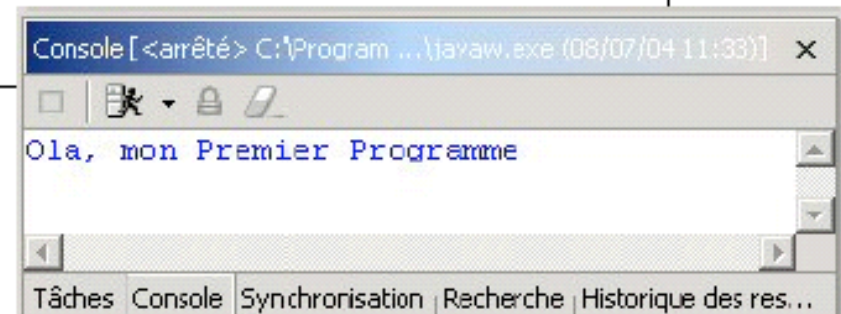 Console [ <arrêté> C:\Program ...\javaw.exe (08/07/04 11:33)]
Ola, mon Premier Programme
Tâches Console Synchronisation Recherche Historique des res...